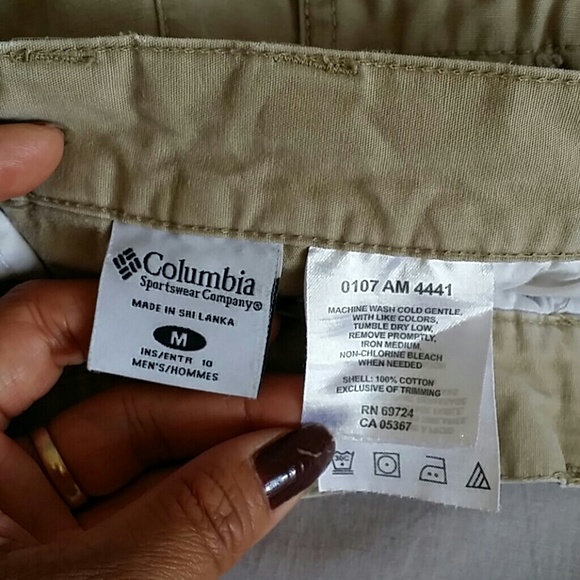 Columbia
Sportswear Company®
MADE IN SRI LANKA
M
INS/ENTR 10
MEN'S/HOMMES
0107 AM 4441
MACHINE WASH COLD GENTLE,
WITH LIKE COLORS,
TUMBLE DRY LOW,
REMOVE PROMPTLY,
IRON MEDIUM,
NON-CHLORINE BLEACH
WHEN NEEDED
SHELL: 100% COTTON
EXCLUSIVE OF TRIMMING
RN 69724
CA 05367
30C